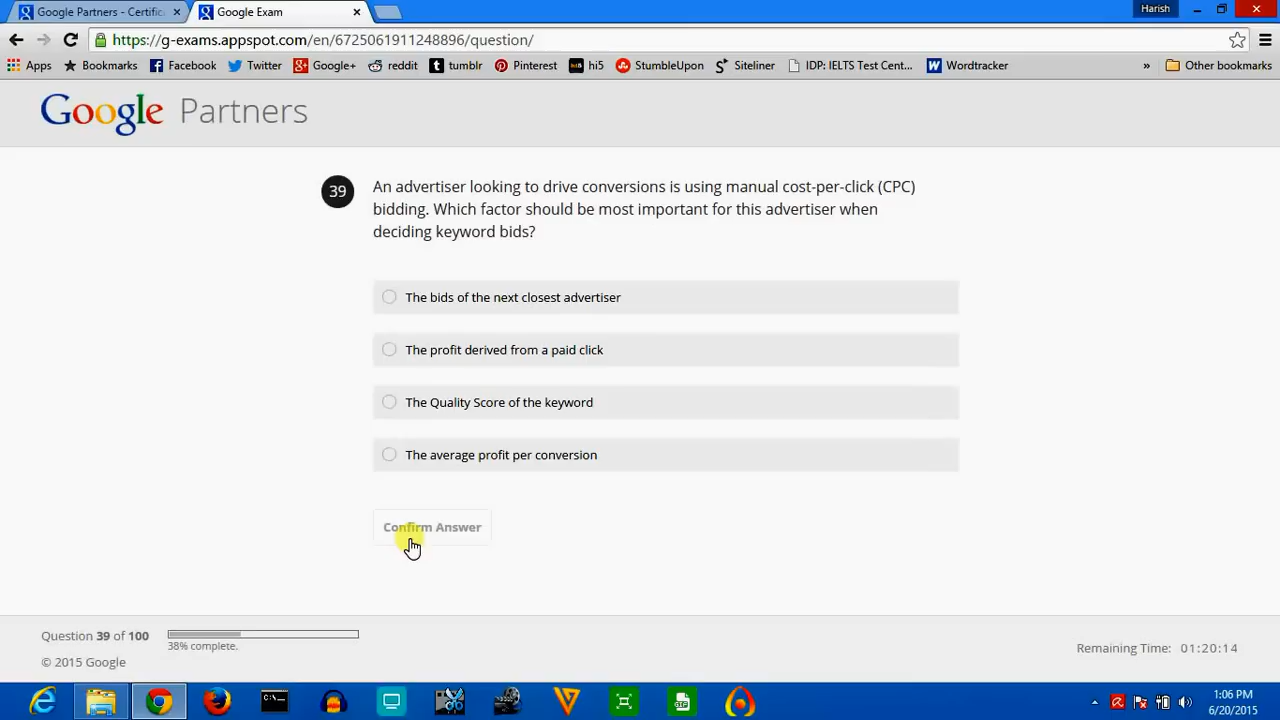 Google Partners - Certific
Google Exam
Harish
https://g-exams.appspot.com/en/6725061911248896/question/
Apps
Bookmarks
Facebook
Twitter
Google+
reddit
tumblr
Pinterest
hi5
StumbleUpon
Siteliner
IDP: IELTS Test Cent...
Wordtracker
»
Other bookmarks
Google Partners
39
An advertiser looking to drive conversions is using manual cost-per-click (CPC)
bidding. Which factor should be most important for this advertiser when
deciding keyword bids?
The bids of the next closest advertiser
The profit derived from a paid click
The Quality Score of the keyword
The average profit per conversion
Confirm Answer
Question 39 of 100
38% complete.
© 2015 Google
Remaining Time: 01:20:14
1:06 PM
6/20/2015